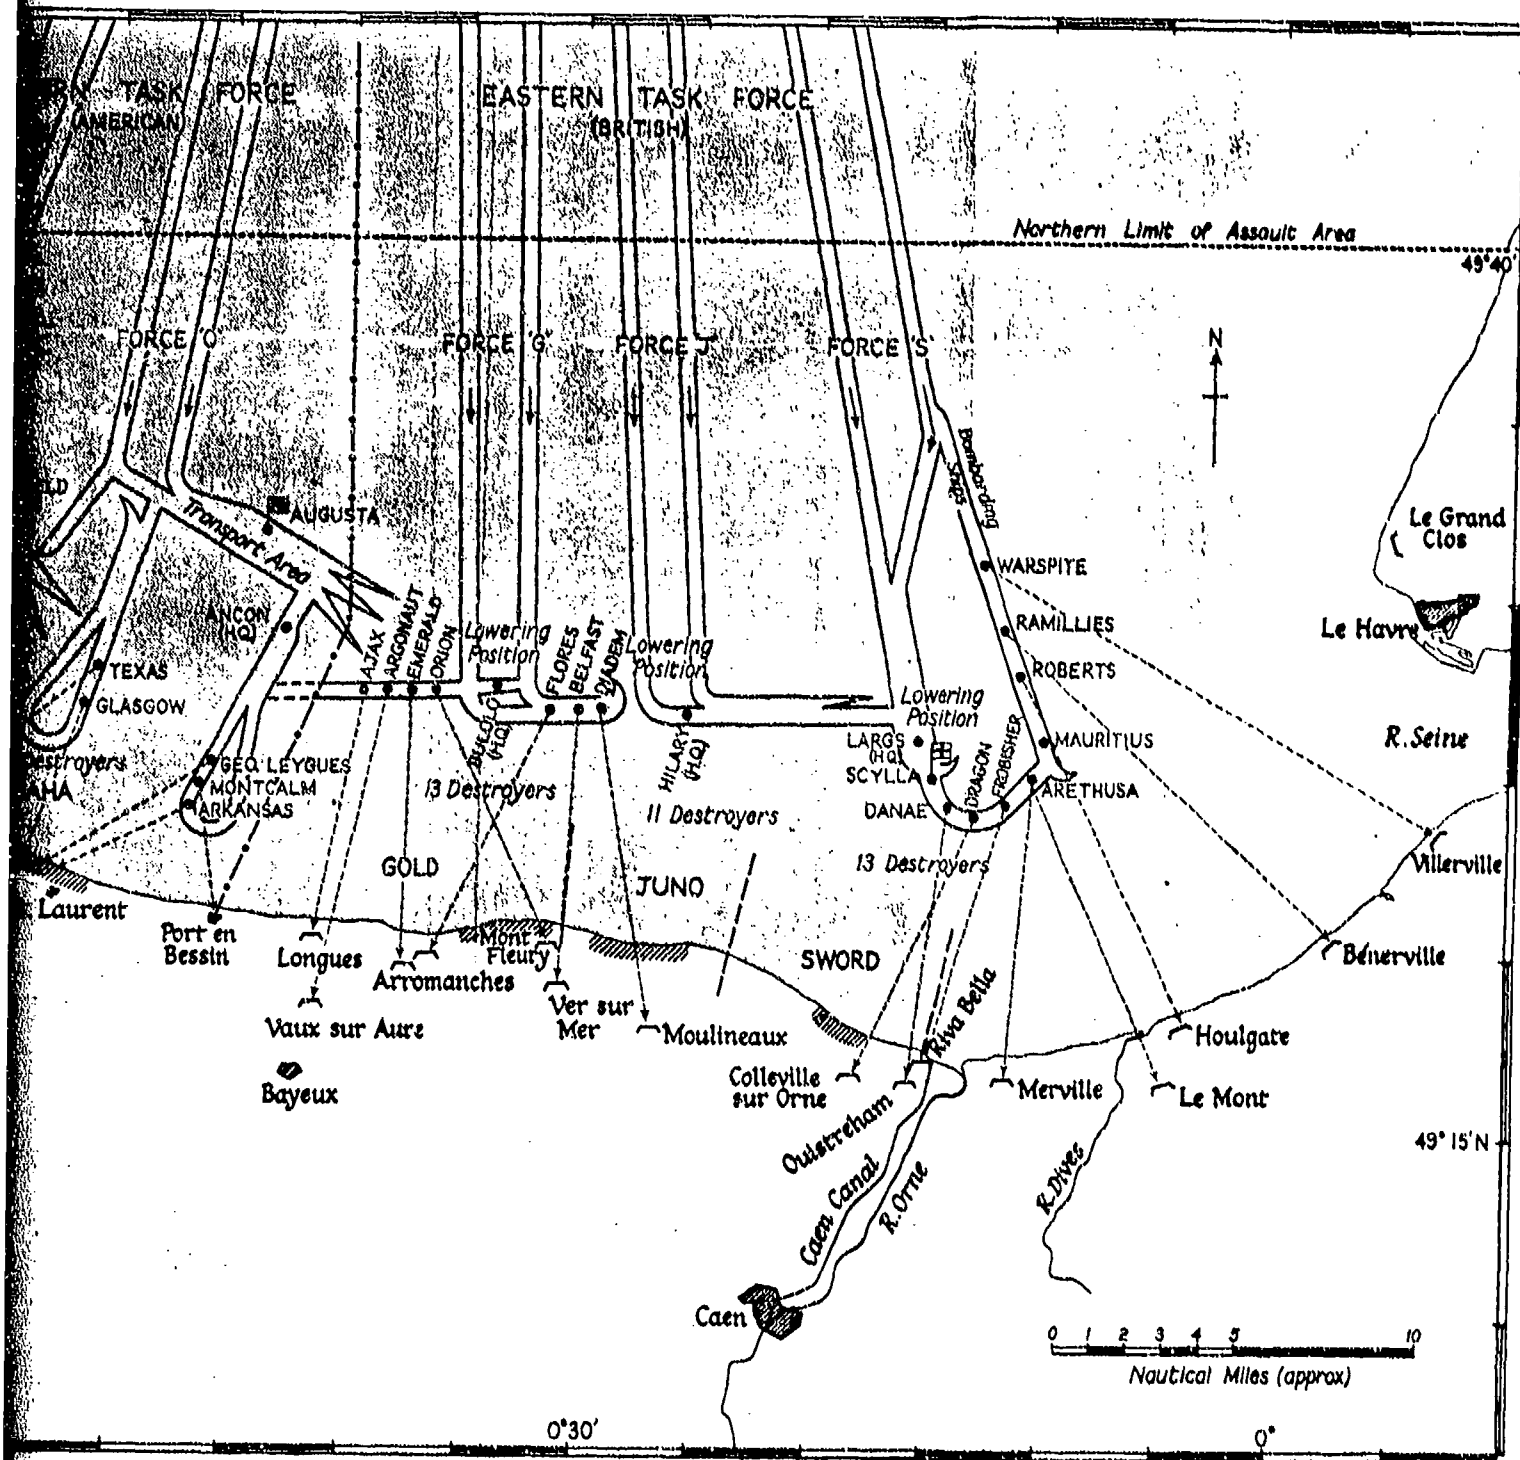 TASK FORCE
(AMERICAN)
EASTERN TASK FORCE
(BRITISH)
Northern Limit of Assault Area
49°40'
FORCE 'O'
FORCE 'G'
FORCE 'J'
FORCE 'S'
N
Bombarding
Ships
AUGUSTA
Transport Area
Le Grand
Clos
WARSPITE
ANCON
(H.Q)
AJAX
ARGONAUT
EMERALD
ORION
Lowering
Position
FLORES
BELFAST
DIADEM
Lowering
Position
RAMILLIES
Le Havre
TEXAS
ROBERTS
GLASGOW
Lowering
Position
BULOLO
(H.Q)
HILARY
(H.Q)
LARGS
(H.Q)
SCYLLA
DANAE
DRAGON
FROBISHER
MAURITIUS
ARETHUSA
R. Seine
GEO. LEYGUES
MONTCALM
ARKANSAS
13 Destroyers
11 Destroyers
13 Destroyers
Villerville
GOLD
JUNO
SWORD
Laurent
Port en
Bessin
Longues
Arromanches
Mont
Fleury
Bénerville
Vaux sur Aure
Ver sur
Mer
Moulineaux
Riva Bella
Houlgate
Bayeux
Colleville
sur Orne
Merville
Le Mont
Ouistreham
49° 15'N
Caen Canal
R. Orne
R. Dives
Caen
0 1 2 3 4 5 10
Nautical Miles (approx)
0°30'
0°